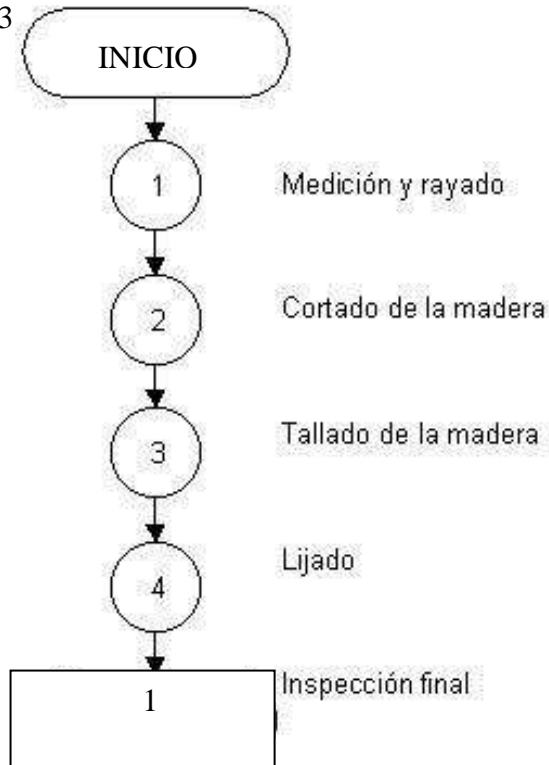 3
INICIO
1 Medición y rayado
2 Cortado de la madera
3 Tallado de la madera
4 Lijado
1 Inspección final